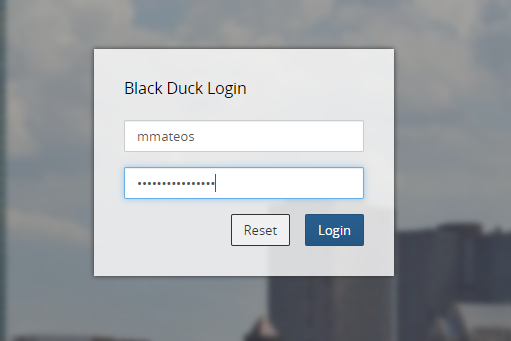 Black Duck Login
mmateos
••••••••••••••••
Reset Login